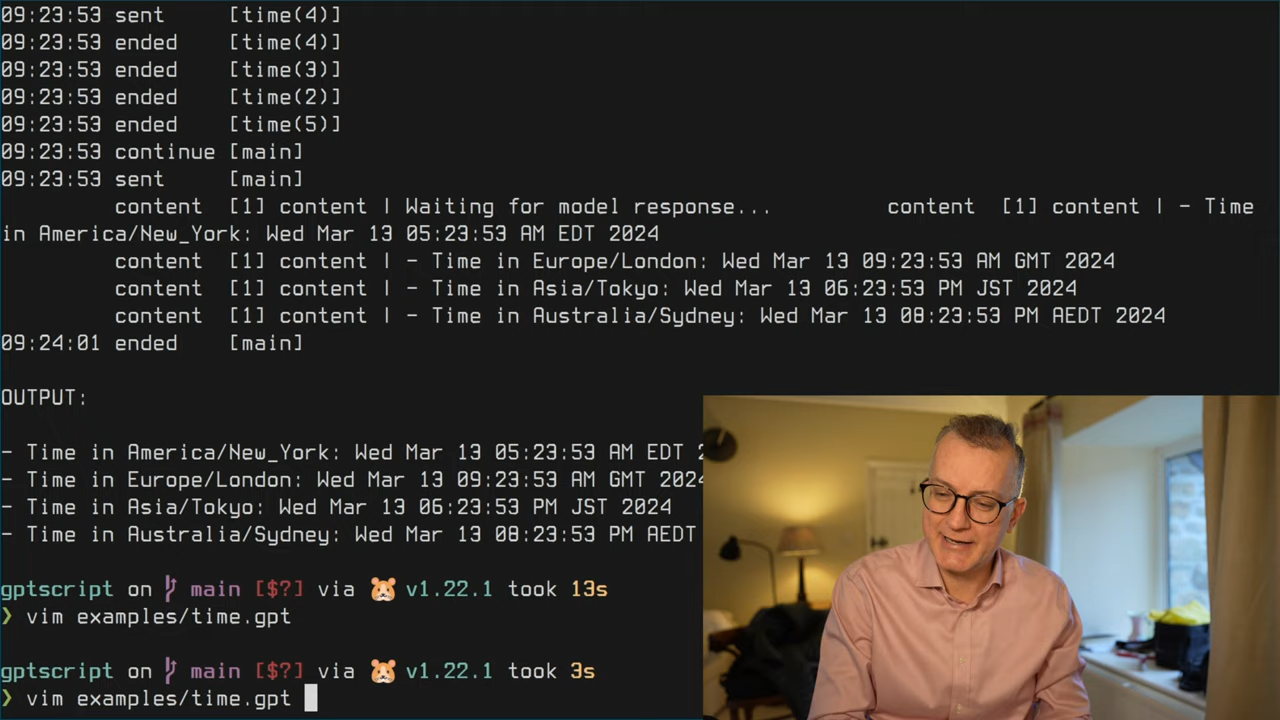 09:23:53 sent     [time(4)]
09:23:53 ended    [time(4)]
09:23:53 ended    [time(3)]
09:23:53 ended    [time(2)]
09:23:53 ended    [time(5)]
09:23:53 continue [main]
09:23:53 sent     [main]
         content  [1] content | Waiting for model response...         content  [1] content | - Time
in America/New_York: Wed Mar 13 05:23:53 AM EDT 2024
         content  [1] content | - Time in Europe/London: Wed Mar 13 09:23:53 AM GMT 2024
         content  [1] content | - Time in Asia/Tokyo: Wed Mar 13 06:23:53 PM JST 2024
         content  [1] content | - Time in Australia/Sydney: Wed Mar 13 08:23:53 PM AEDT 2024
09:24:01 ended    [main]
OUTPUT:
- Time in America/New_York: Wed Mar 13 05:23:53 AM EDT
- Time in Europe/London: Wed Mar 13 09:23:53 AM GMT 2024
- Time in Asia/Tokyo: Wed Mar 13 06:23:53 PM JST 2024
- Time in Australia/Sydney: Wed Mar 13 08:23:53 PM AEDT
gptscript on main [$?] via 🐹 v1.22.1 took 13s
❯ vim examples/time.gpt
gptscript on main [$?] via 🐹 v1.22.1 took 3s
❯ vim examples/time.gpt